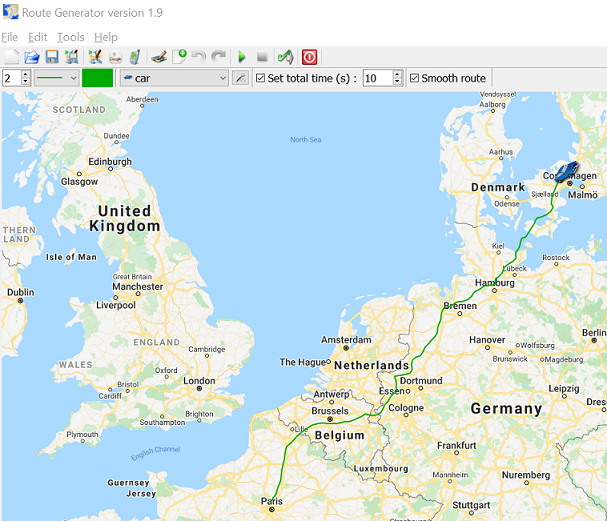 Route Generator version 1.9
File Edit Tools Help
2 car Set total time (s) : 10 Smooth route
Aberdeen
Vendsyssel
Aalborg
SCOTLAND
Dundee
North Sea
Edinburgh
Glasgow
Aarhus
Copenhagen
Denmark
Sjælland
Malmö
Odense
United
Kingdom
THERN
LAND
Isle of Man
Kiel
Lübeck
Rostock
Great Britain
Manchester
Hamburg
Dublin
Liverpool
Bremen
Berlin
ENGLAND
Amsterdam
Hanover
Wolfsburg
Cambridge
Brunswick
Magdeburg
WALES
Oxford
The Hague
Netherlands
London
Dortmund
Leipzig
Bristol
Cardiff
Antwerp
Essen
Dres
Southampton
Brighton
Brussels
Cologne
Germany
Plymouth
Lille
Belgium
English Channel
Frankfurt
Luxembourg
Guernsey
Jersey
Mannheim
Nuremberg
Paris
Stuttgart